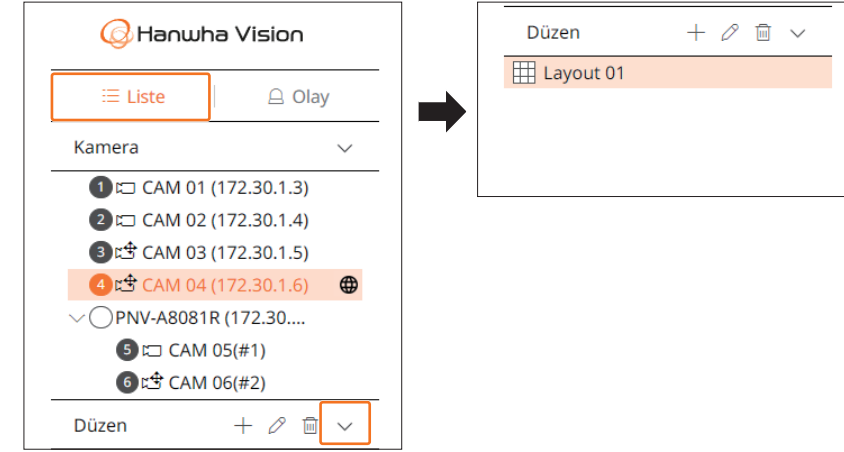 Hanwha Vision
Liste
Olay
Kamera
1 CAM 01 (172.30.1.3)
2 CAM 02 (172.30.1.4)
3 CAM 03 (172.30.1.5)
4 CAM 04 (172.30.1.6)
PNV-A8081R (172.30....
5 CAM 05(#1)
6 CAM 06(#2)
Düzen
Düzen
Layout 01